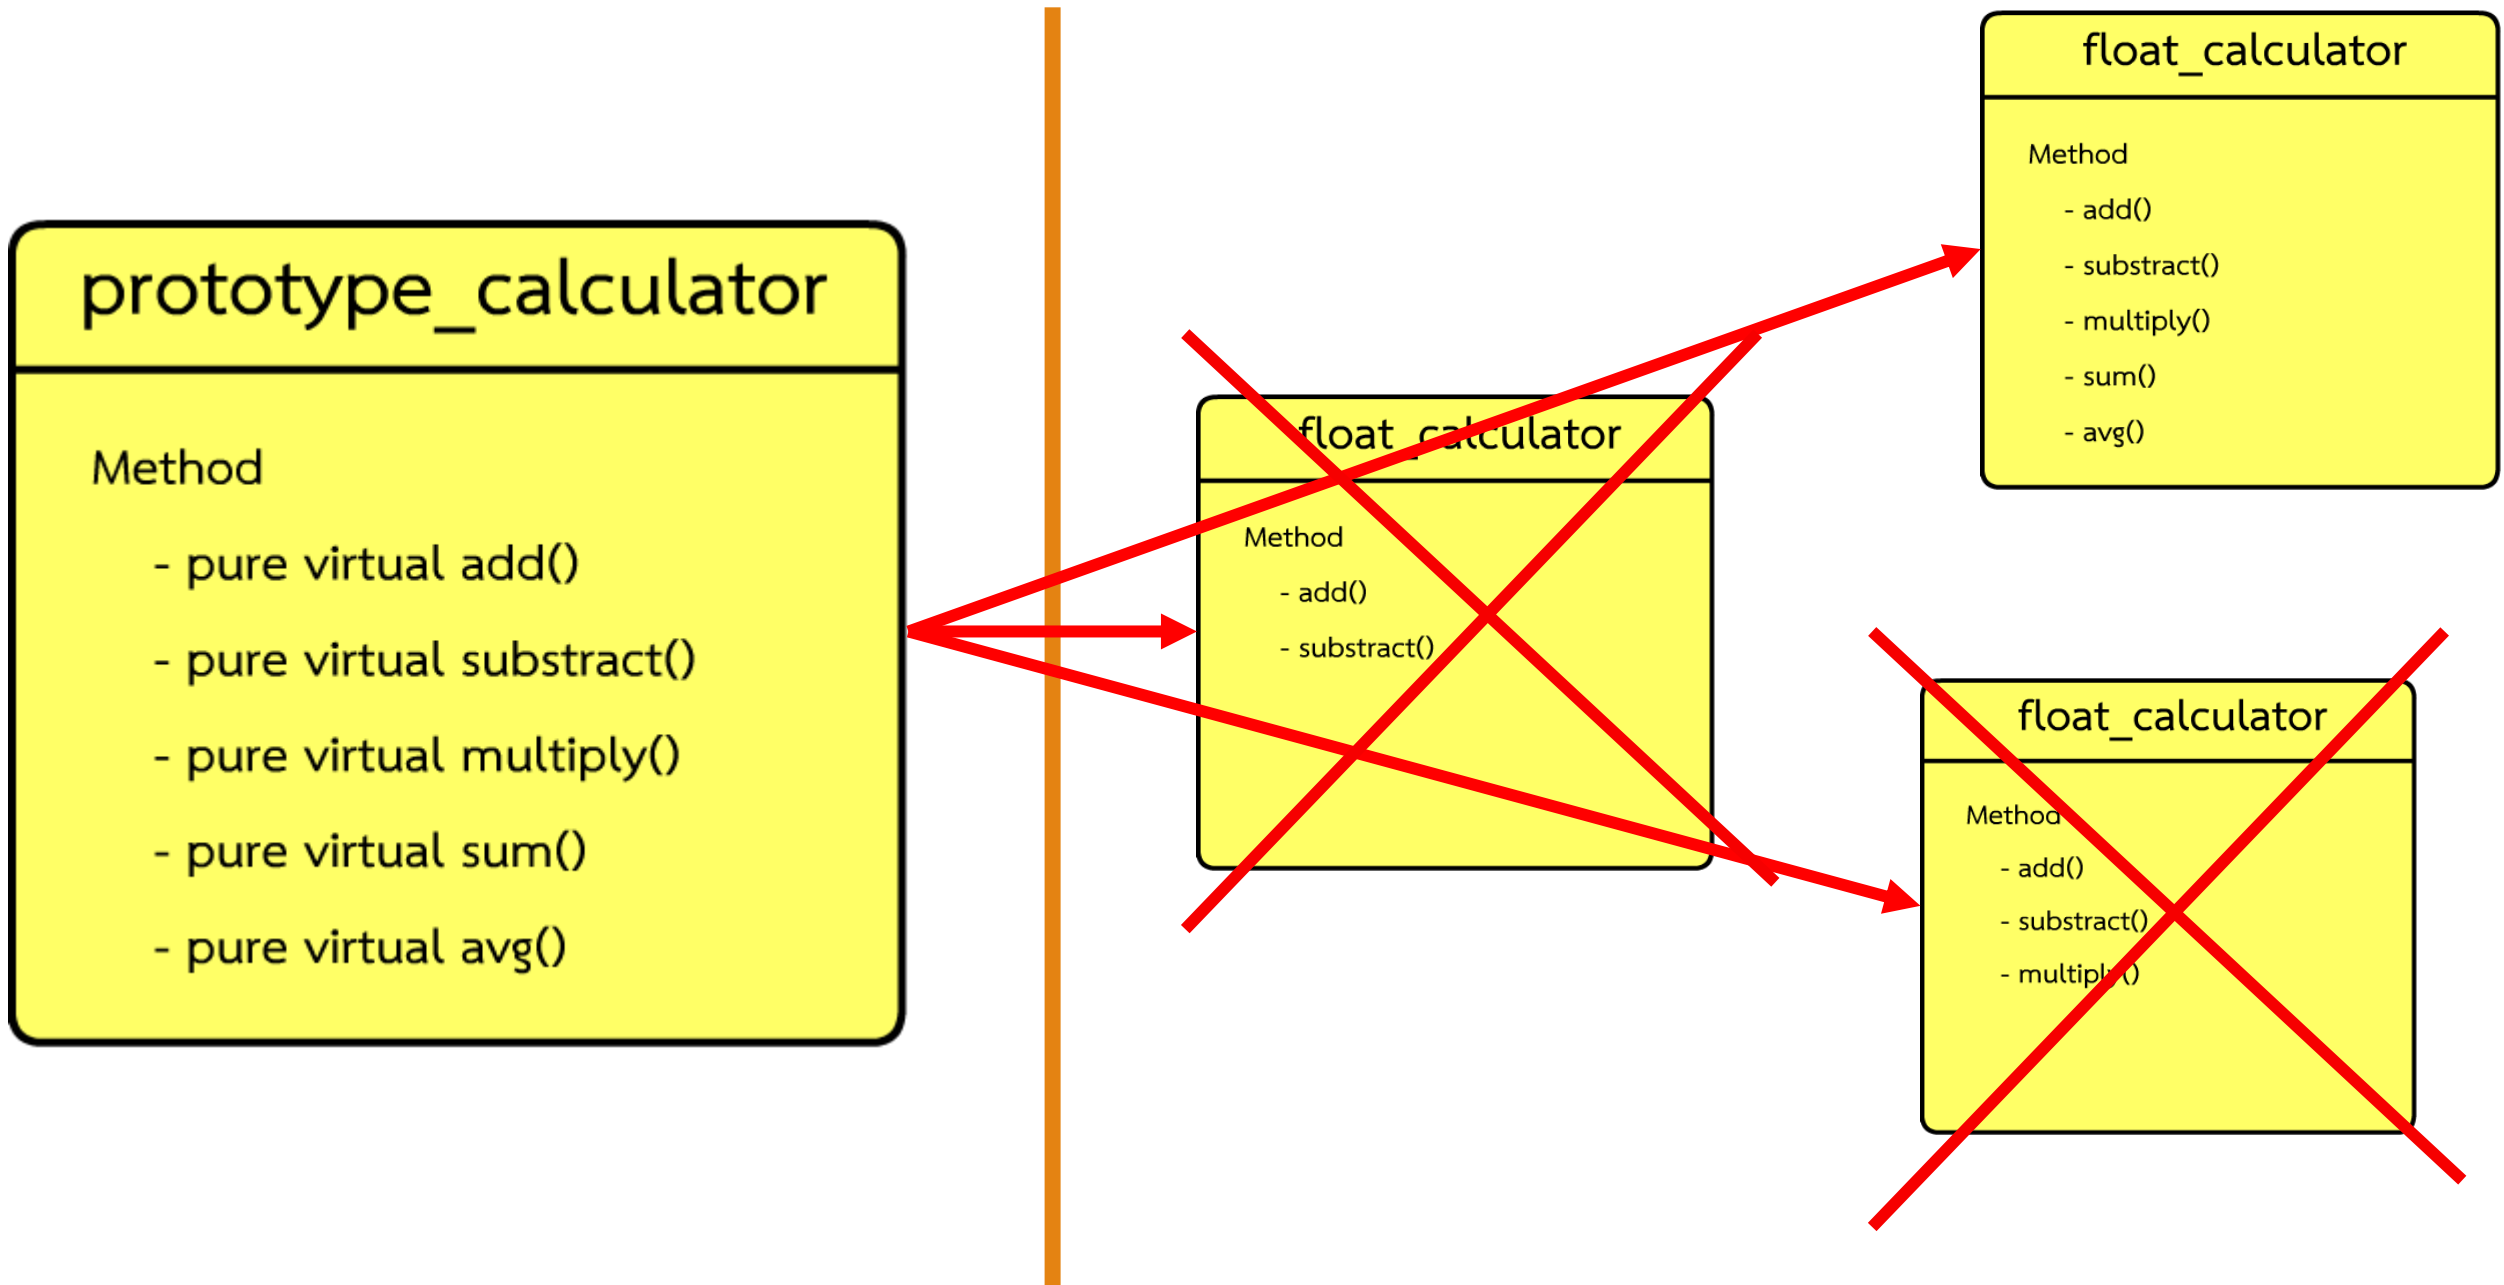 prototype_calculator
Method
- pure virtual add()
- pure virtual substract()
- pure virtual multiply()
- pure virtual sum()
- pure virtual avg()
float_calculator
Method
- add()
- substract()
float_calculator
Method
- add()
- substract()
- multiply()
- sum()
- avg()
float_calculator
Method
- add()
- substract()
- multiply()